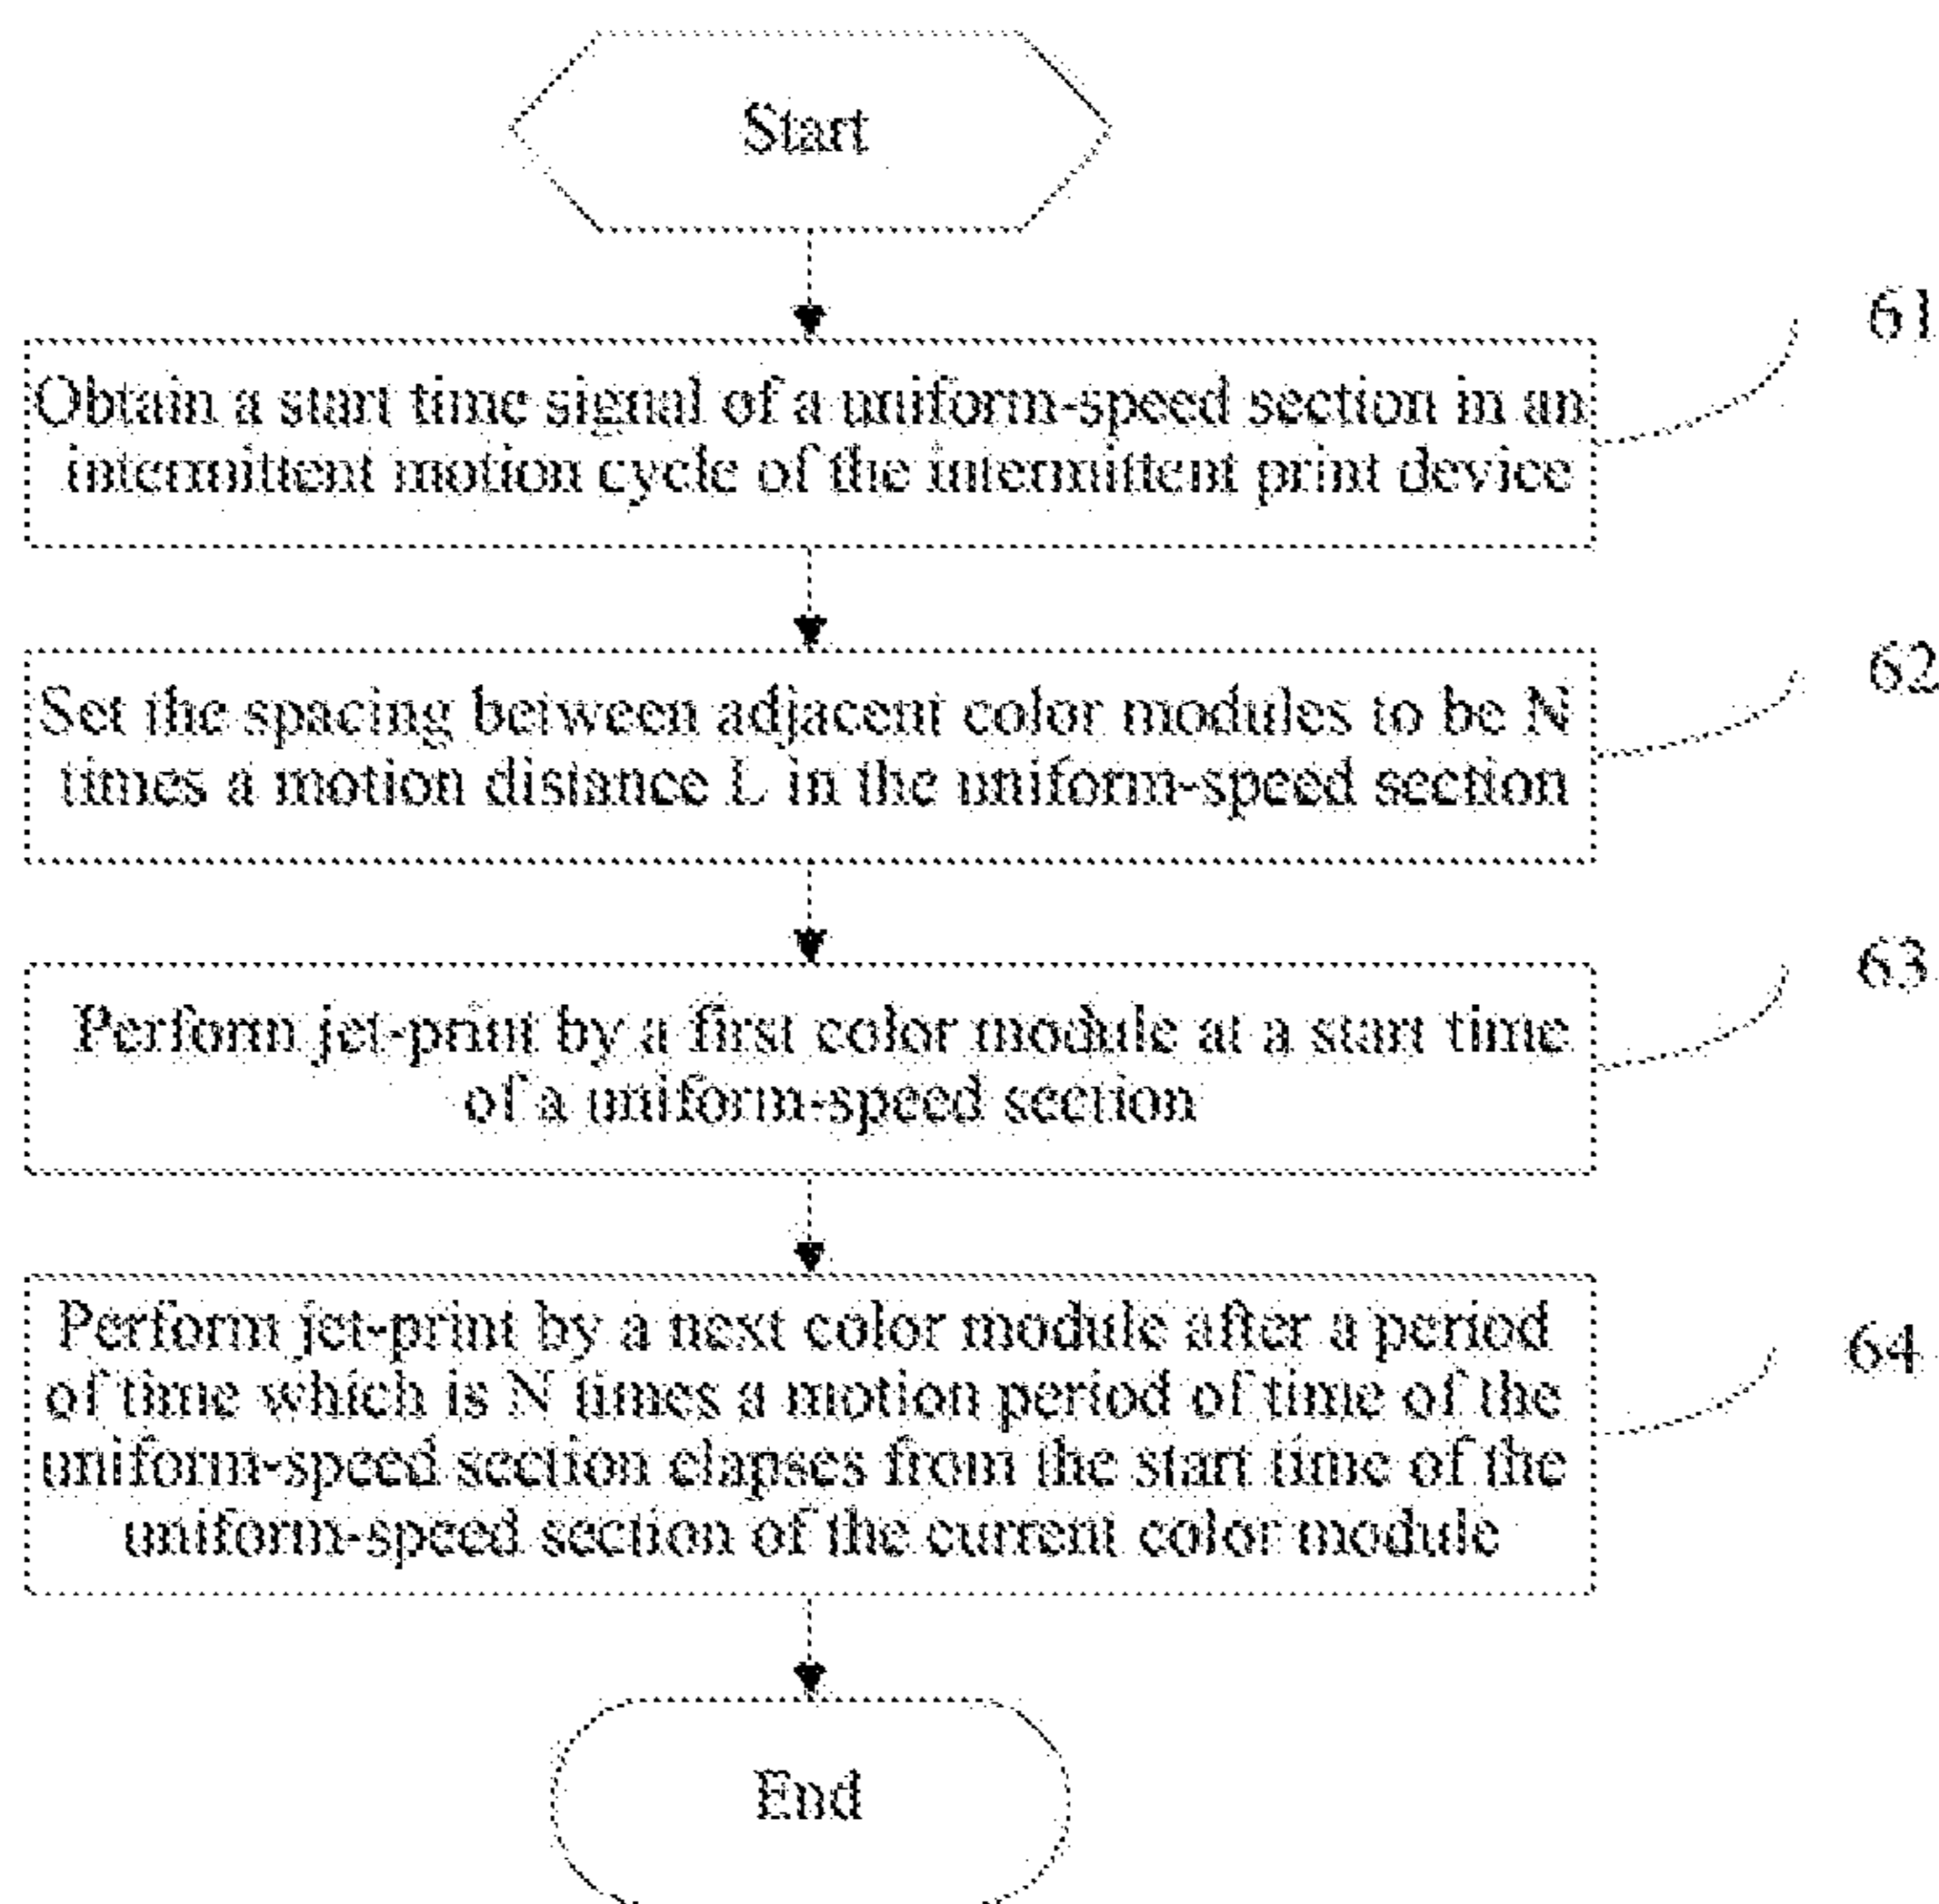 Start
61
Obtain a start time signal of a uniform-speed section in an
intermittent motion cycle of the intermittent print device
62
Set the spacing between adjacent color modules to be N
times a motion distance L in the uniform-speed section
63
Perform jet-print by a first color module at a start time
of a uniform-speed section
64
Perform jet-print by a next color module after a period
of time which is N times a motion period of time of the
uniform-speed section elapses from the start time of the
uniform-speed section of the current color module
End